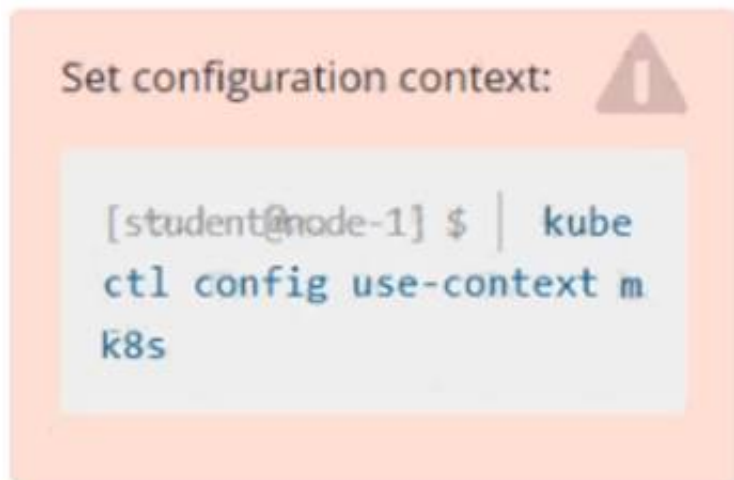 Set configuration context:
[student@node-1] $ | kube
ctl config use-context m
k8s